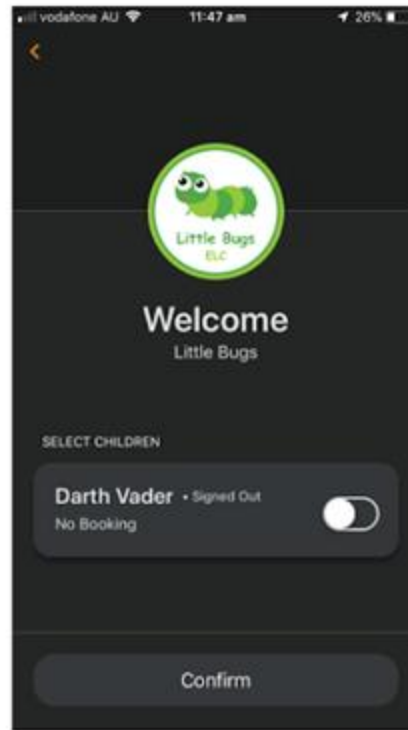 vodafone AU 11:47 am 26%
Little Bugs
ELC
Welcome
Little Bugs
SELECT CHILDREN
Darth Vader • Signed Out
No Booking
Confirm